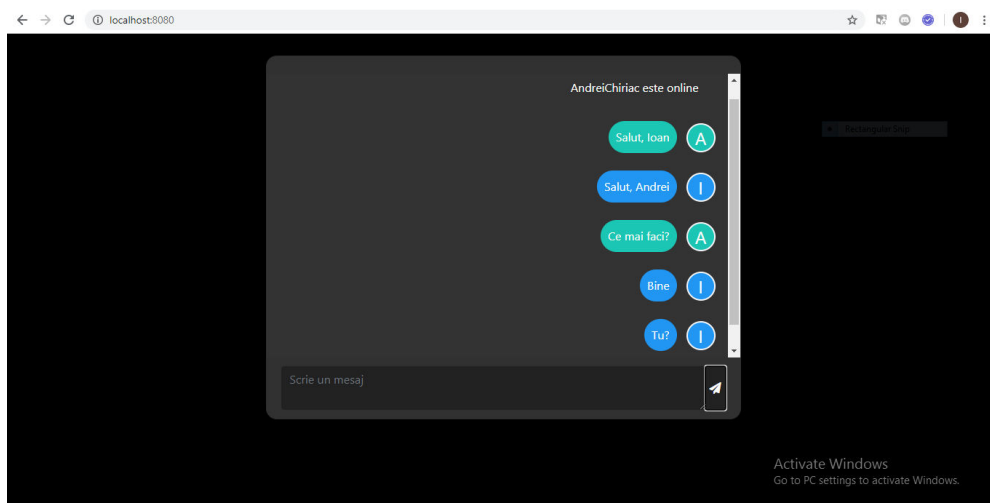 localhost:8080
I
AndreiChiriac este online
Salut, Ioan
A
Salut, Andrei
I
Ce mai faci?
A
Bine
I
Tu?
I
Rectangular Snip
Scrie un mesaj
Activate Windows
Go to PC settings to activate Windows.